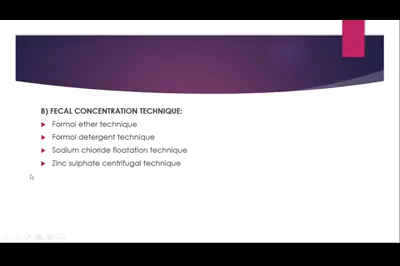 B) FECAL CONCENTRATION TECHNIQUE:
Formol ether technique
Formol detergent technique
Sodium chloride floatation technique
Zinc sulphate centrifugal technique